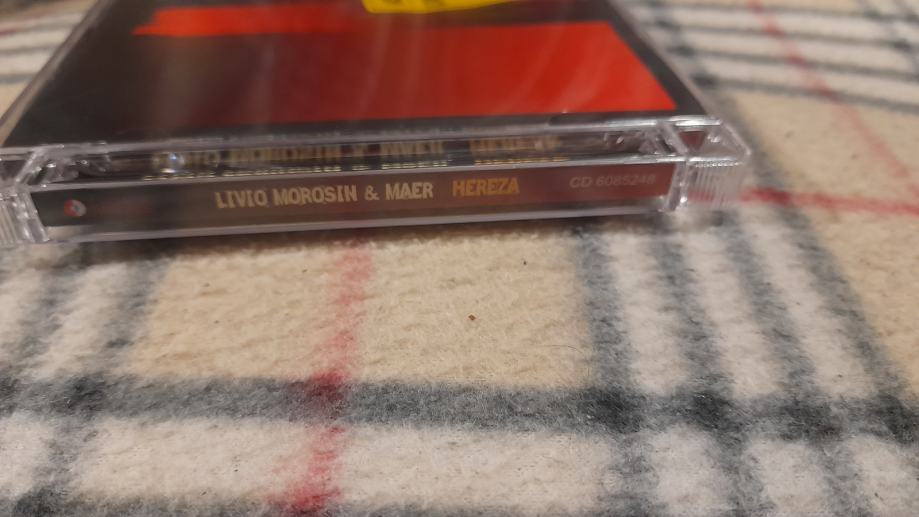 LIVIO MOROSIN & MAER HEREZA CD 6085248